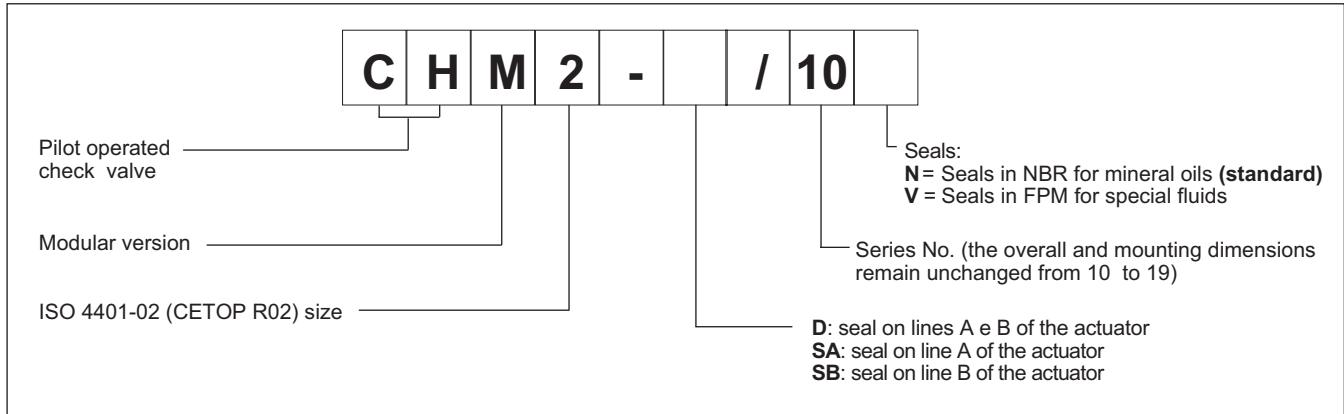 C H M 2 - / 10
Pilot operated
check valve
Modular version
ISO 4401-02 (CETOP R02) size
Seals:
N = Seals in NBR for mineral oils (standard)
V = Seals in FPM for special fluids
Series No. (the overall and mounting dimensions
remain unchanged from 10 to 19)
D: seal on lines A e B of the actuator
SA: seal on line A of the actuator
SB: seal on line B of the actuator